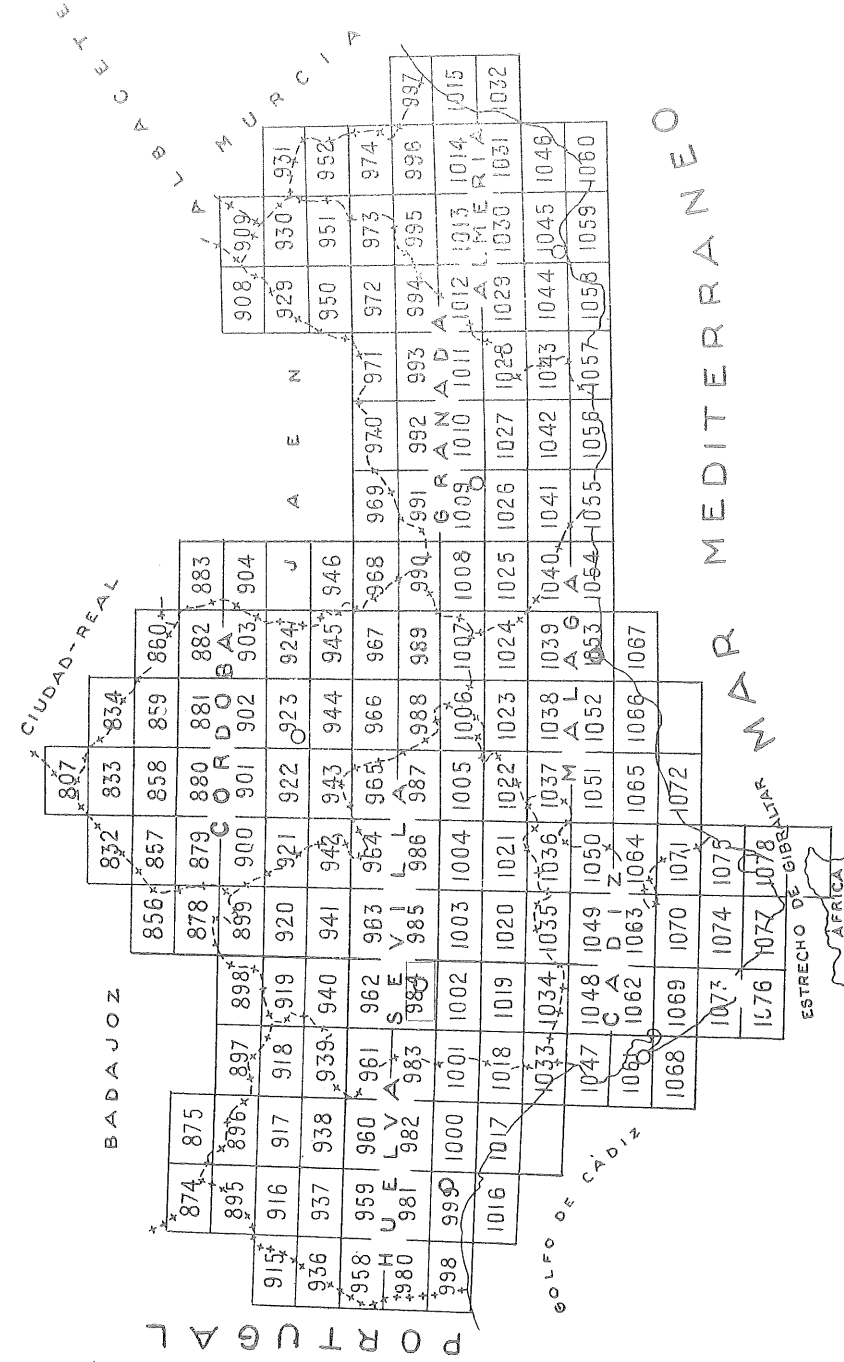 ALBACETE
MURCIA
CIUDAD-REAL
BADAJOZ
PORTUGAL
807
832 833 834
856 857 858 859 860
874 875 878 879 880 881 882 883
CORDOBA
895 896 897 898 899 900 901 902 903 904 908 909
915 916 917 918 919 920 921 922 923 924 929 930 931
JAEN
936 937 938 939 940 941 942 943 944 945 946 950 951 952
958 959 960 961 962 963 964 965 966 967 968 969 970 971 972 973 974
HUELVA
SEVILLA
980 981 982 983 984 985 986 987 988 989 990 991 992 993 994 995 996 997
GRANADA
998 999 1000 1001 1002 1003 1004 1005 1006 1007 1008 1009 1010 1011 1012 1013 1014 1015
ALMERIA
1016 1017 1018 1019 1020 1021 1022 1023 1024 1025 1026 1027 1028 1029 1030 1031 1032
1033 1034 1035 1036 1037 1038 1039 1040 1041 1042 1043 1044 1045 1046
MALAGA
1047 1048 1049 1050 1051 1052 1054 1055 1056 1057 1058 1059 1060
CADIZ
1061 1062 1063 1064 1065 1066 1067
1068 1069 1070 1071 1072
1073 1074 1075
1076 1077 1078
GOLFO DE CÁDIZ
ESTRECHO DE GIBRALTAR
AFRICA
MAR MEDITERRANEO